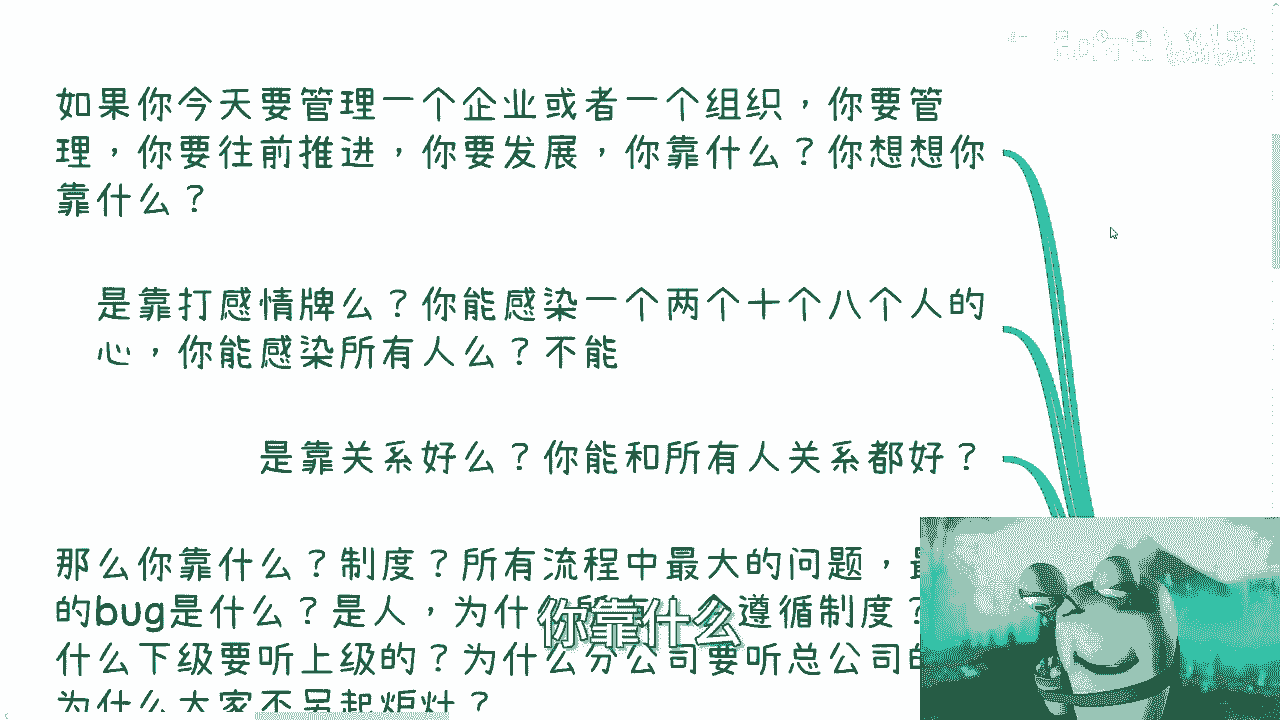 如果你今天要管理一个企业或者一个组织，你要管
理，你要往前推进，你要发展，你靠什么？你想想你
靠什么？
是靠打感情牌么？你能感染一个两个十个八个人的
心，你能感染所有人么？不能
是靠关系好么？你能和所有人关系都好？
那么你靠什么？制度？所有流程中最大的问题，
的bug是什么？是人，为什 遵循制度？
什么下级要听上级的？为什么分公司要听总公司的
为什么大家不另起炉灶？
你靠什么